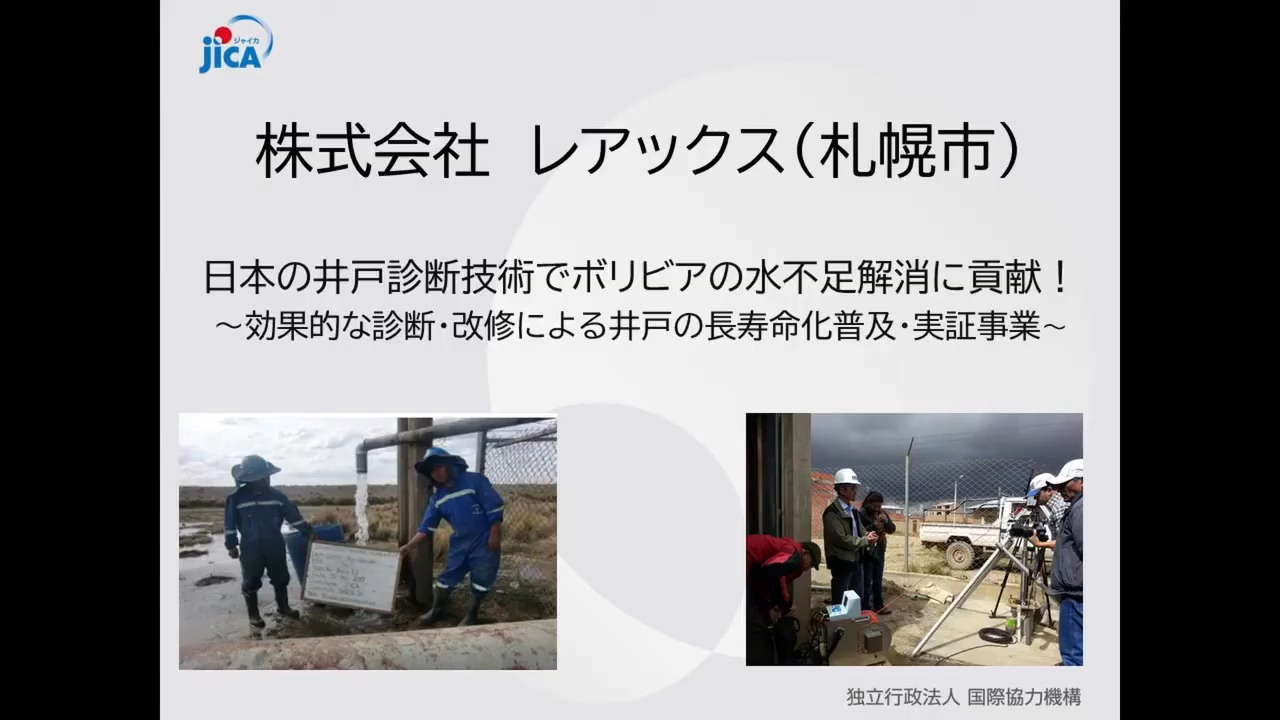 ジャイカ
JICA
株式会社 レアックス(札幌市)
日本の井戸診断技術でボリビアの水不足解消に貢献!
~効果的な診断・改修による井戸の長寿命化普及・実証事業~
JICA
独立行政法人 国際協力機構